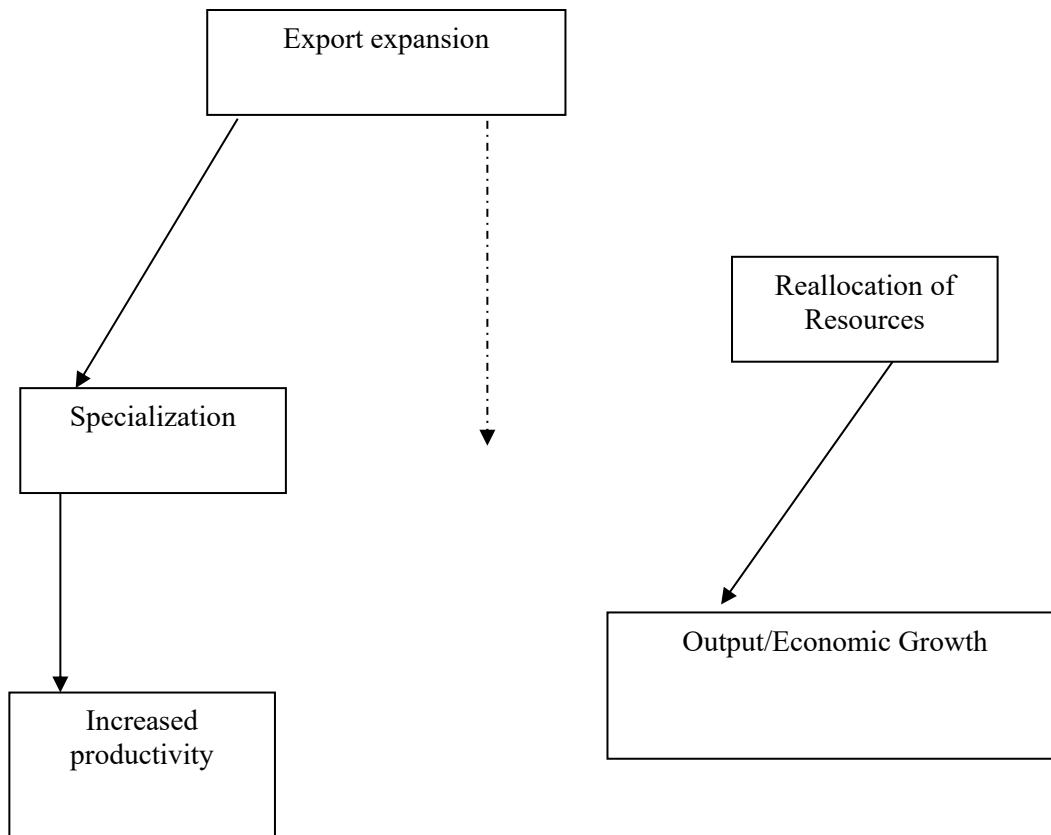 Export expansion
Reallocation of
Resources
Specialization
Output/Economic Growth
Increased
productivity